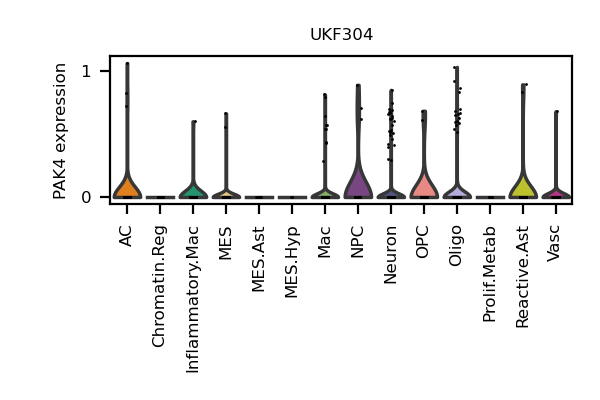 UKF304
PAK4 expression
1
0
AC
Chromatin.Reg
Inflammatory.Mac
MES
MES.Ast
MES.Hyp
Mac
NPC
Neuron
OPC
Oligo
Prolif.Metab
Reactive.Ast
Vasc